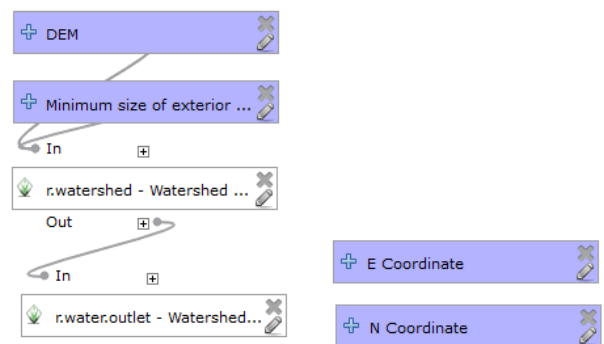 DEM
Minimum size of exterior ...
In
r.watershed - Watershed ...
Out
In
E Coordinate
r.water.outlet - Watershed...
N Coordinate